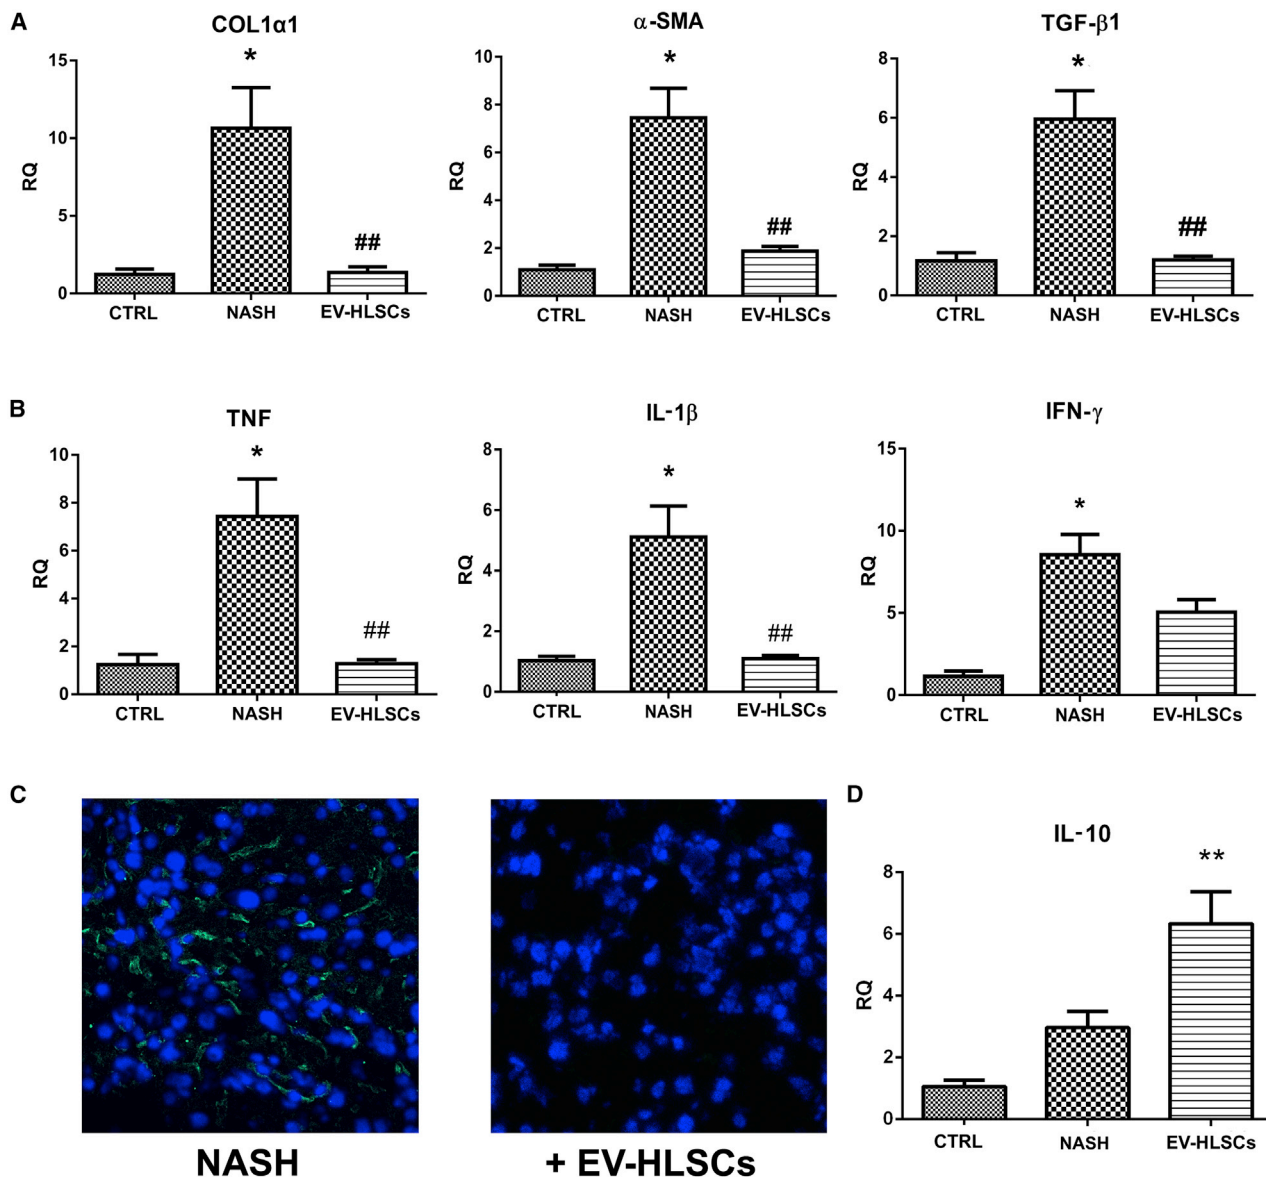 A
COL1α1
*
15
10
5
0
RQ
##
CTRL
NASH
EV-HLSCs
α-SMA
*
10
8
6
4
2
0
RQ
##
CTRL
NASH
EV-HLSCs
TGF-β1
*
8
6
4
2
0
RQ
##
CTRL
NASH
EV-HLSCs
B
TNF
*
10
8
6
4
2
0
RQ
##
CTRL
NASH
EV-HLSCs
IL-1β
*
8
6
4
2
0
RQ
##
CTRL
NASH
EV-HLSCs
IFN-γ
*
15
10
5
0
RQ
CTRL
NASH
EV-HLSCs
C
NASH
+ EV-HLSCs
D
IL-10
**
8
6
4
2
0
RQ
CTRL
NASH
EV-HLSCs